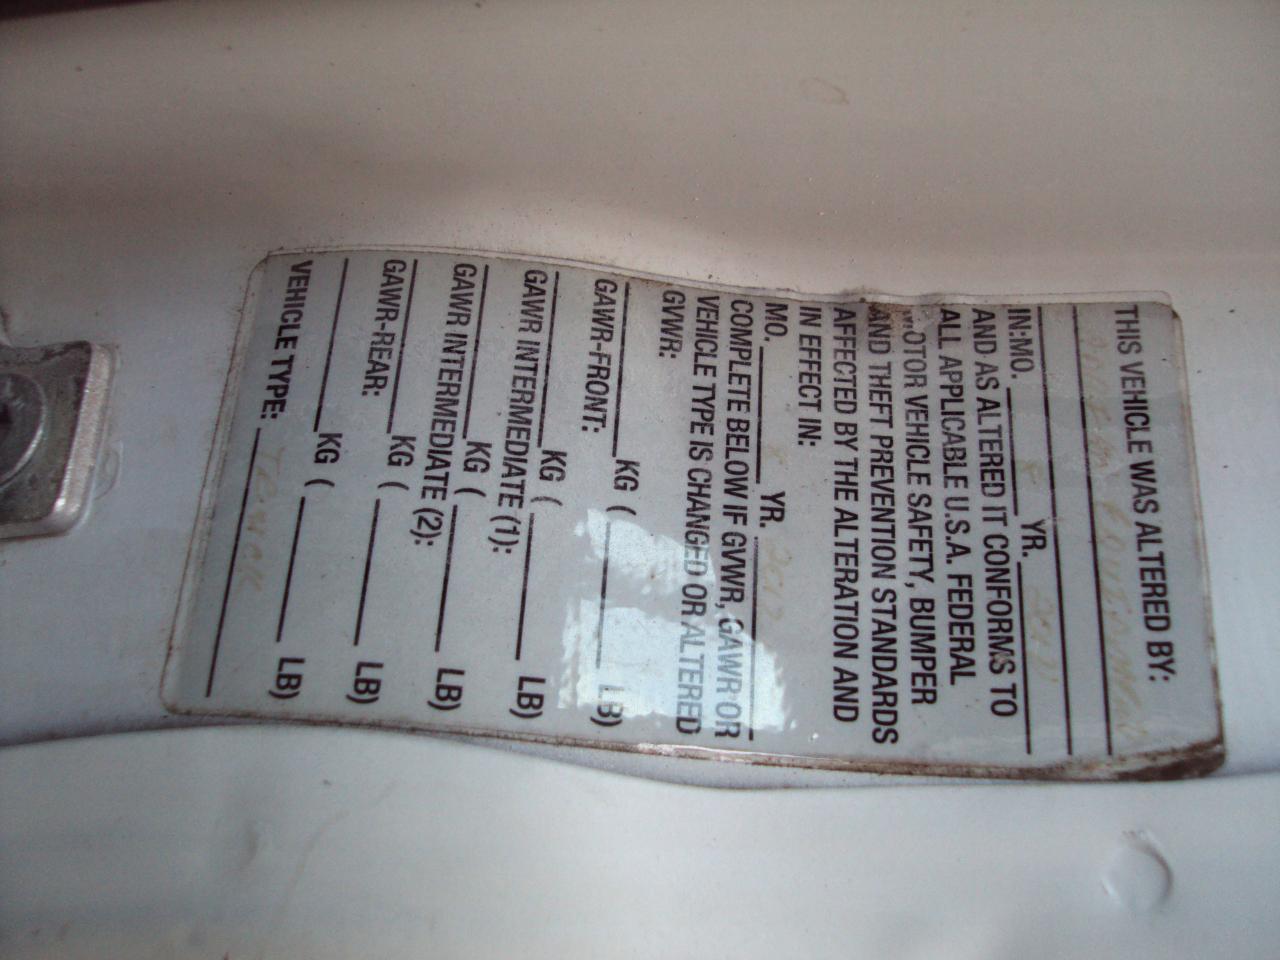 THIS VEHICLE WAS ALTERED BY:
IN: MO. 8 YR.
AND AS ALTERED IT CONFORMS TO
ALL APPLICABLE U.S.A. FEDERAL
MOTOR VEHICLE SAFETY, BUMPER
AND THEFT PREVENTION STANDARDS
AFFECTED BY THE ALTERATION AND
IN EFFECT IN:
MO. 8 YR.
COMPLETE BELOW IF GVWR, GAWR OR
VEHICLE TYPE IS CHANGED OR ALTERED
GVWR:
KG ( LB)
GAWR-FRONT:
KG ( LB)
GAWR INTERMEDIATE (1):
KG ( LB)
GAWR INTERMEDIATE (2):
KG ( LB)
GAWR-REAR:
KG ( LB)
VEHICLE TYPE: